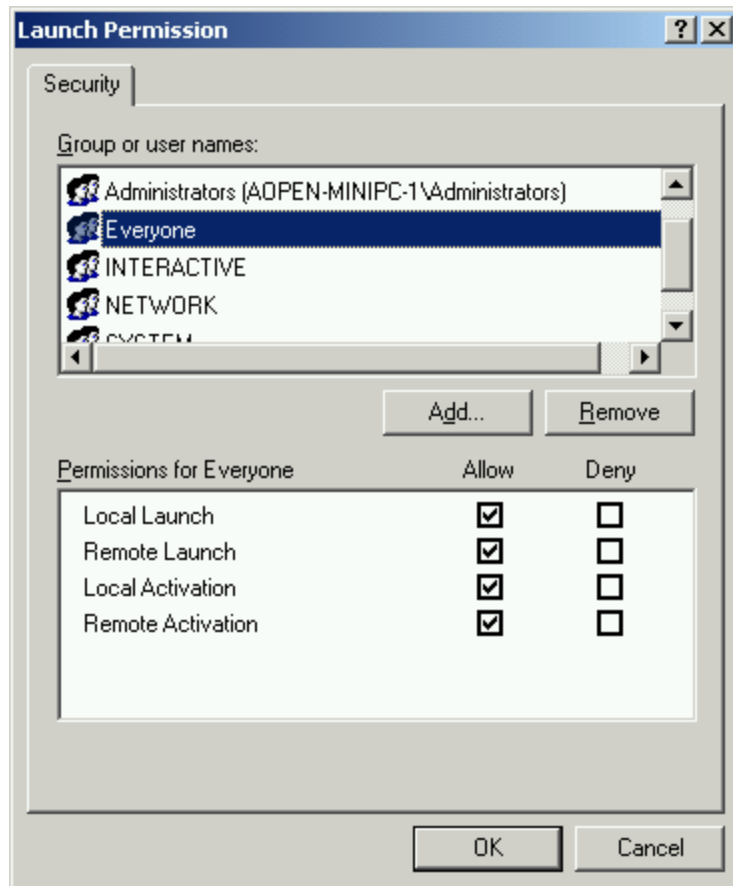 Launch Permission
Security
Group or user names:
Administrators (AOPEN-MINIPC-1\Administrators)
Everyone
INTERACTIVE
NETWORK
SYSTEM
Add... Remove
Permissions for Everyone Allow Deny
Local Launch
Remote Launch
Local Activation
Remote Activation
OK Cancel